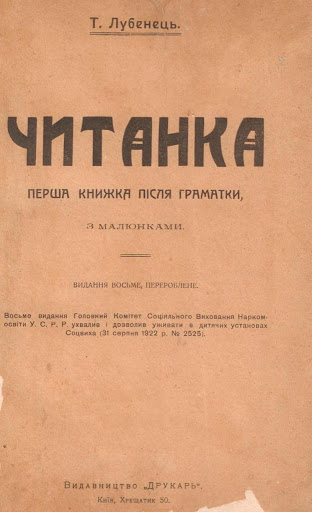 Т. Лубенець.
ЧИТАНКА
ПЕРША КНИЖКА ПІСЛЯ ГРАМАТКИ,
З МАЛЮНКАМИ.
ВИДАННЯ ВОСЬМЕ, ПЕРЕРОБЛЕНЕ.
Восьме видання Головний Комітет Соціяльного Виховання Нарком-
освіти У. С. Р. Р. ухвалив і дозволив уживати в дитячих установах
Соцвиха (31 серпня 1922 р. № 2525).
Видавництво „ДРУКАРЬ“.
Київ, Хрещатик 50.